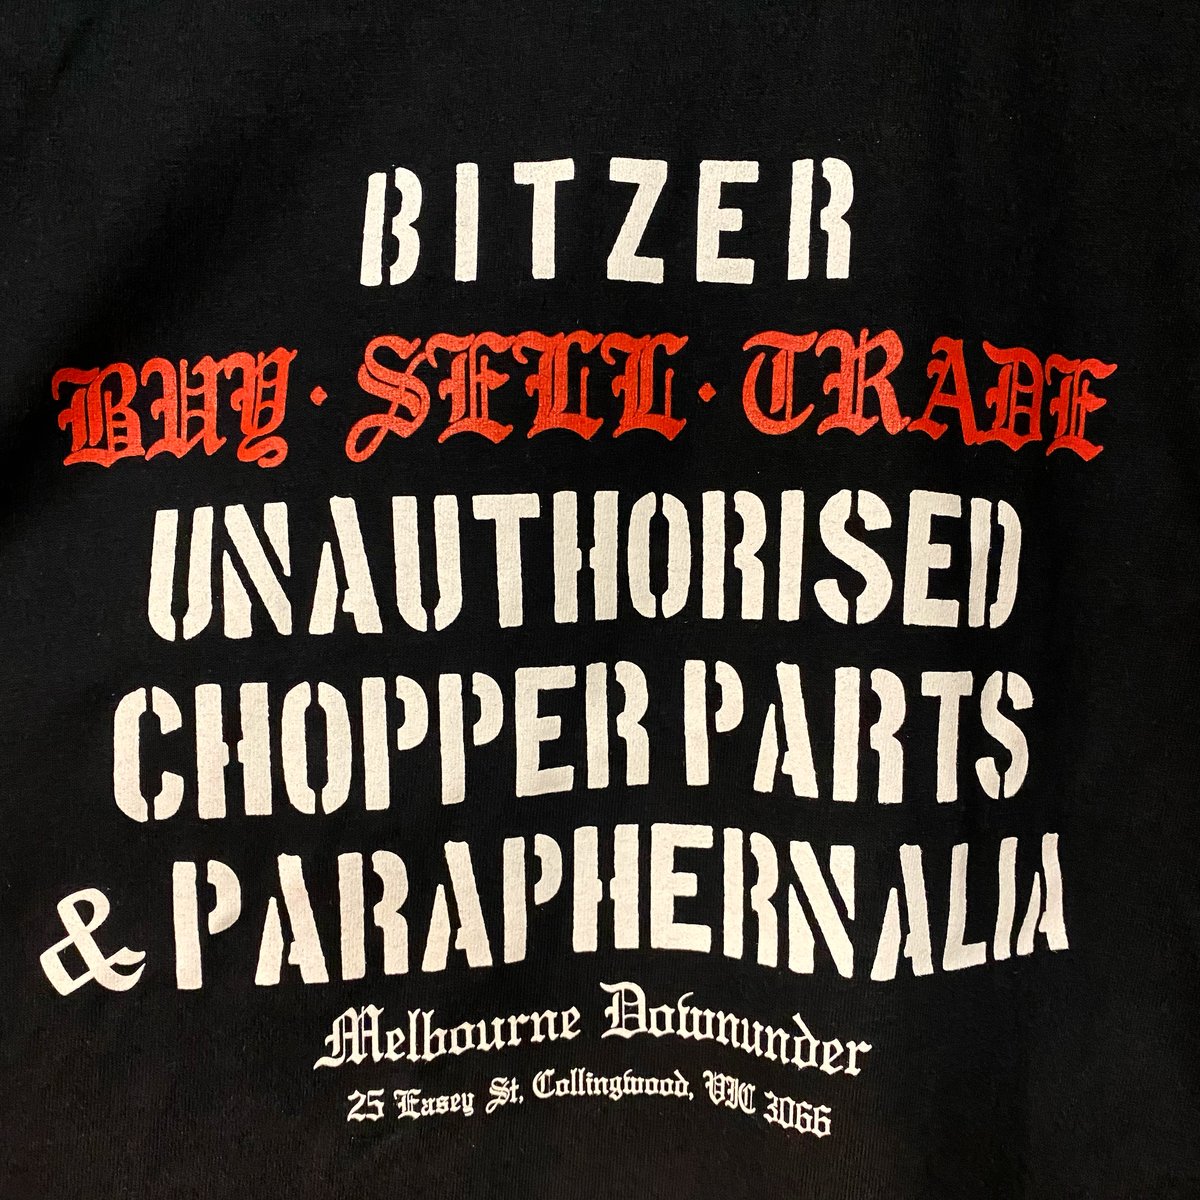 BITZER
BUY · SELL · TRADE
UNAUTHORISED
CHOPPER PARTS
& PARAPHERNALIA
Melbourne Downunder
25 Easey St, Collingwood, VIC 3066